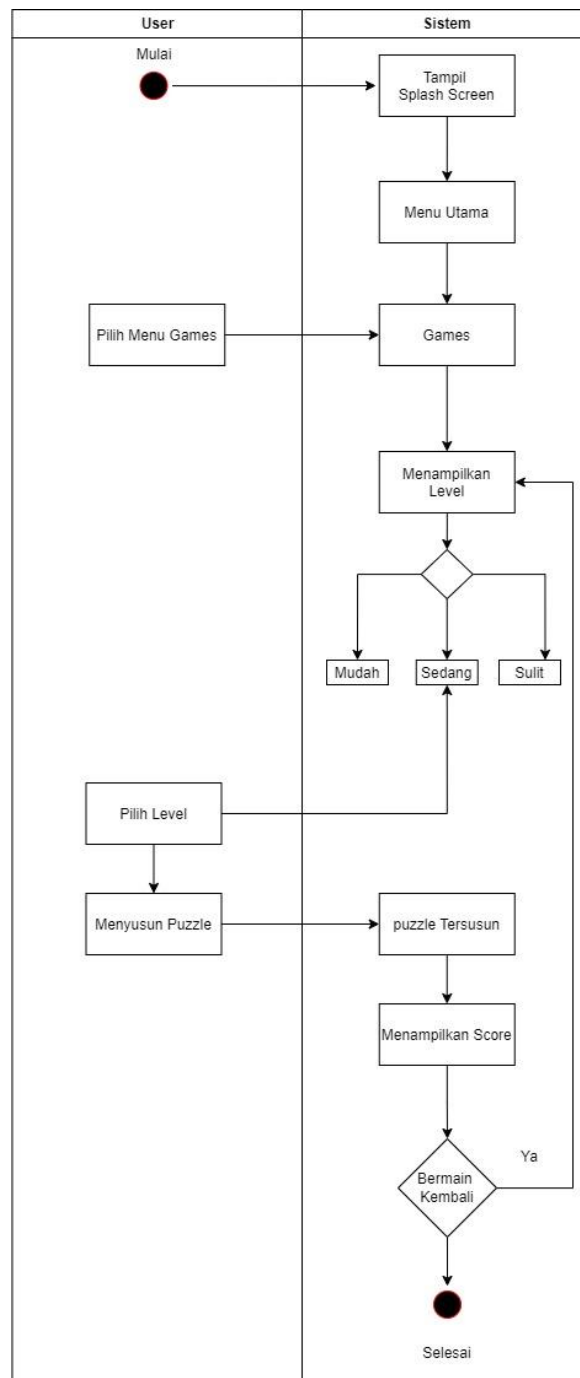 User
Sistem
Mulai
Tampil
Splash Screen
Menu Utama
Pilih Menu Games
Games
Menampilkan
Level
Mudah
Sedang
Sulit
Pilih Level
Menyusun Puzzle
puzzle Tersusun
Menampilkan Score
Ya
Bermain
Kembali
Selesai